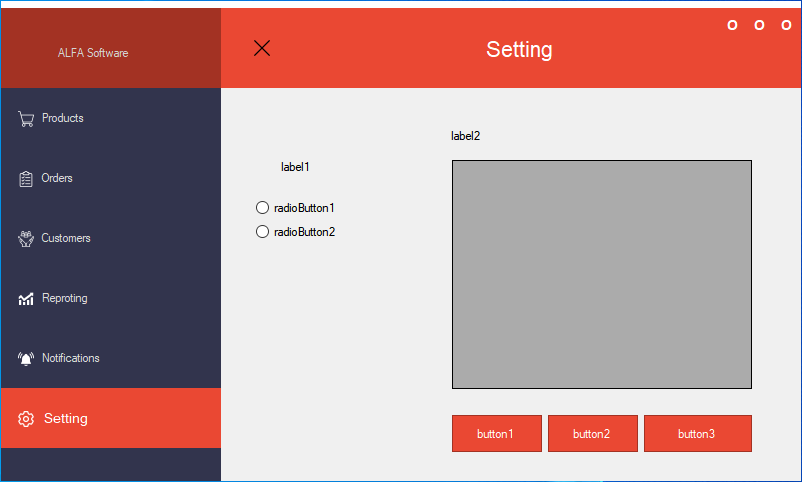 ALFA Software
Setting
O O O
Products
Orders
Customers
Reproting
Notifications
Setting
label1
radioButton1
radioButton2
label2
button1
button2
button3